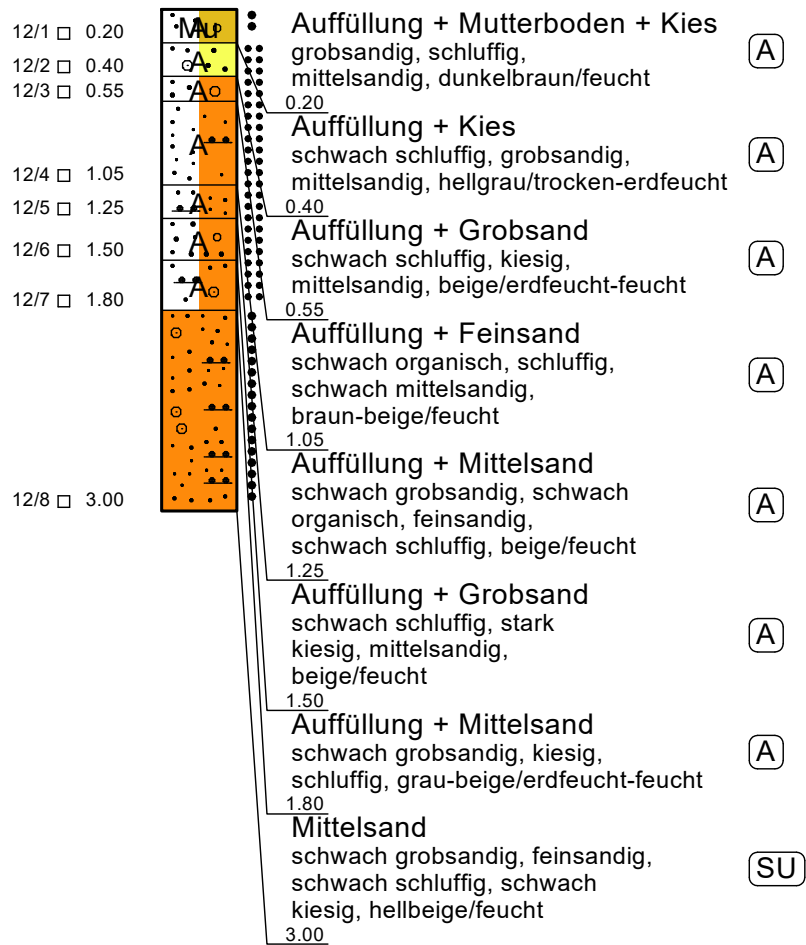 12/1 □ 0.20
12/2 □ 0.40
12/3 □ 0.55
12/4 □ 1.05
12/5 □ 1.25
12/6 □ 1.50
12/7 □ 1.80
12/8 □ 3.00
Mu
A
A
A
A
A
A
A
Auffüllung + Mutterboden + Kies
grobsandig, schluffig,
mittelsandig, dunkelbraun/feucht
A
0.20
Auffüllung + Kies
schwach schluffig, grobsandig,
mittelsandig, hellgrau/trocken-erdfeucht
A
0.40
Auffüllung + Grobsand
schwach schluffig, kiesig,
mittelsandig, beige/erdfeucht-feucht
A
0.55
Auffüllung + Feinsand
schwach organisch, schluffig,
schwach mittelsandig,
braun-beige/feucht
A
1.05
Auffüllung + Mittelsand
schwach grobsandig, schwach
organisch, feinsandig,
schwach schluffig, beige/feucht
A
1.25
Auffüllung + Grobsand
schwach schluffig, stark
kiesig, mittelsandig,
beige/feucht
A
1.50
Auffüllung + Mittelsand
schwach grobsandig, kiesig,
schluffig, grau-beige/erdfeucht-feucht
A
1.80
Mittelsand
schwach grobsandig, feinsandig,
schwach schluffig, schwach
kiesig, hellbeige/feucht
SU
3.00